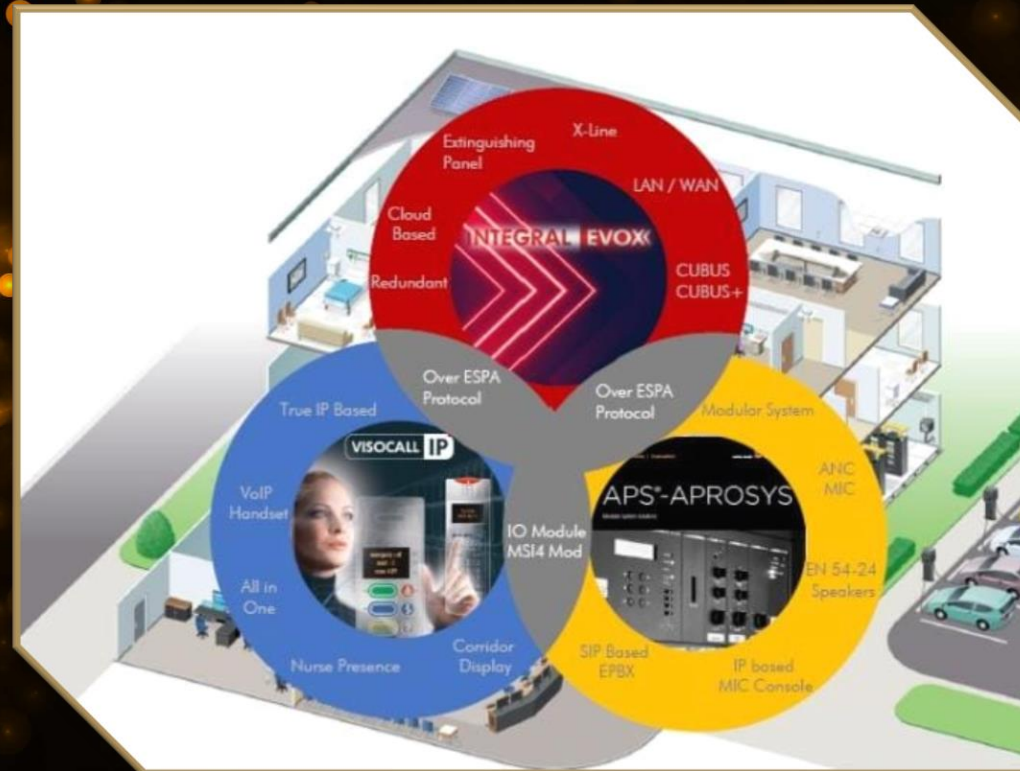 X-Line
Extinguishing
Panel
LAN / WAN
Cloud
Based
INTEGRAL EVOX
Redundant
CUBUS
CUBUS+
Over ESPA
Protocol
Over ESPA
Protocol
True IP Based
Modular System
VISOCALL IP
ANC
MIC
VoIP
Handset
APS®-APROSYS
IO Module
MSI4 Mod
All in
One
EN 54-24
Speakers
Nurse Presence
Corridor
Display
SIP Based
EPBX
IP based
MIC Console